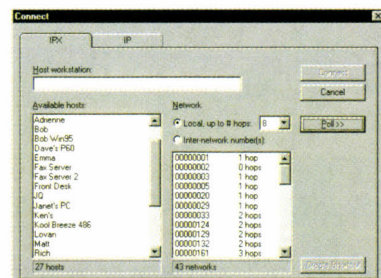 Connect
IPX IP
Host workstation:
Connect
Cancel
Available hosts:
Adrienne
Bob
Bob Win95
Dave's P60
Emma
Fax Server
Fax Server 2
Front Desk
JQ
Janet's PC
Ken's
Kool Breeze 486
Lovan
Matt
Rich
27 hosts
Network
Local, up to # hops: 8
Inter-network number(s):
00000001 1 hop
00000002 0 hops
00000003 1 hop
00000005 1 hop
00000020 1 hop
00000029 1 hop
00000033 2 hops
00000124 2 hops
00000129 2 hops
00000132 2 hops
00000161 3 hops
43 networks
Poll >>